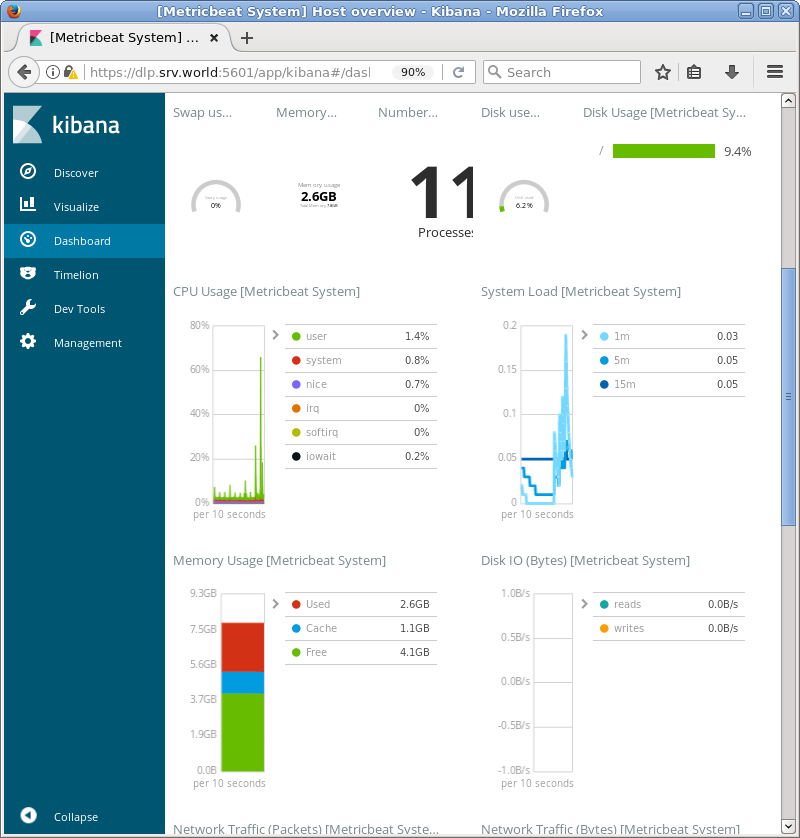 [Metricbeat System] Host overview - Kibana - Mozilla Firefox
[Metricbeat System] ...
https://dlp.srv.world:5601/app/kibana#/dasl
90%
Search
kibana
Discover
Visualize
Dashboard
Timelion
Dev Tools
Management
Collapse
Swap us...
Memory...
Number...
Disk use...
Disk Usage [Metricbeat Sy...
0%
Memory usage
2.6GB
11
Processes
6.2%
/
9.4%
CPU Usage [Metricbeat System]
80%
60%
40%
20%
0%
per 10 seconds
user 1.4%
system 0.8%
nice 0.7%
irq 0%
softirq 0%
iowait 0.2%
System Load [Metricbeat System]
0.2
0.15
0.1
0.05
0
per 10 seconds
1m 0.03
5m 0.05
15m 0.05
Memory Usage [Metricbeat System]
9.3GB
7.5GB
5.6GB
3.7GB
1.9GB
0.0B
per 10 seconds
Used 2.6GB
Cache 1.1GB
Free 4.1GB
Disk IO (Bytes) [Metricbeat System]
1.0B/s
0.5B/s
0.0B/s
-0.5B/s
-1.0B/s
per 10 seconds
reads 0.0B/s
writes 0.0B/s
Network Traffic (Packets) [Metricbeat Syste...
Network Traffic (Bytes) [Metricbeat System]